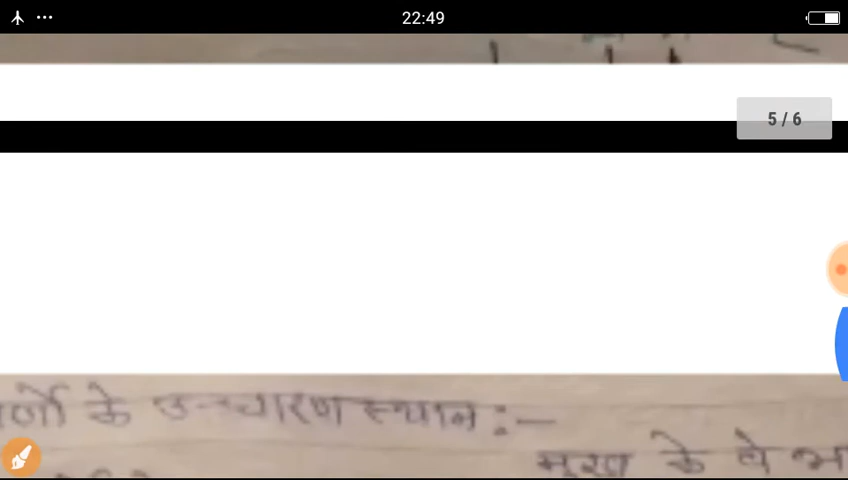 22:49
5 / 6
र्णो के उच्चारण स्थान :-
मुख के वे भा